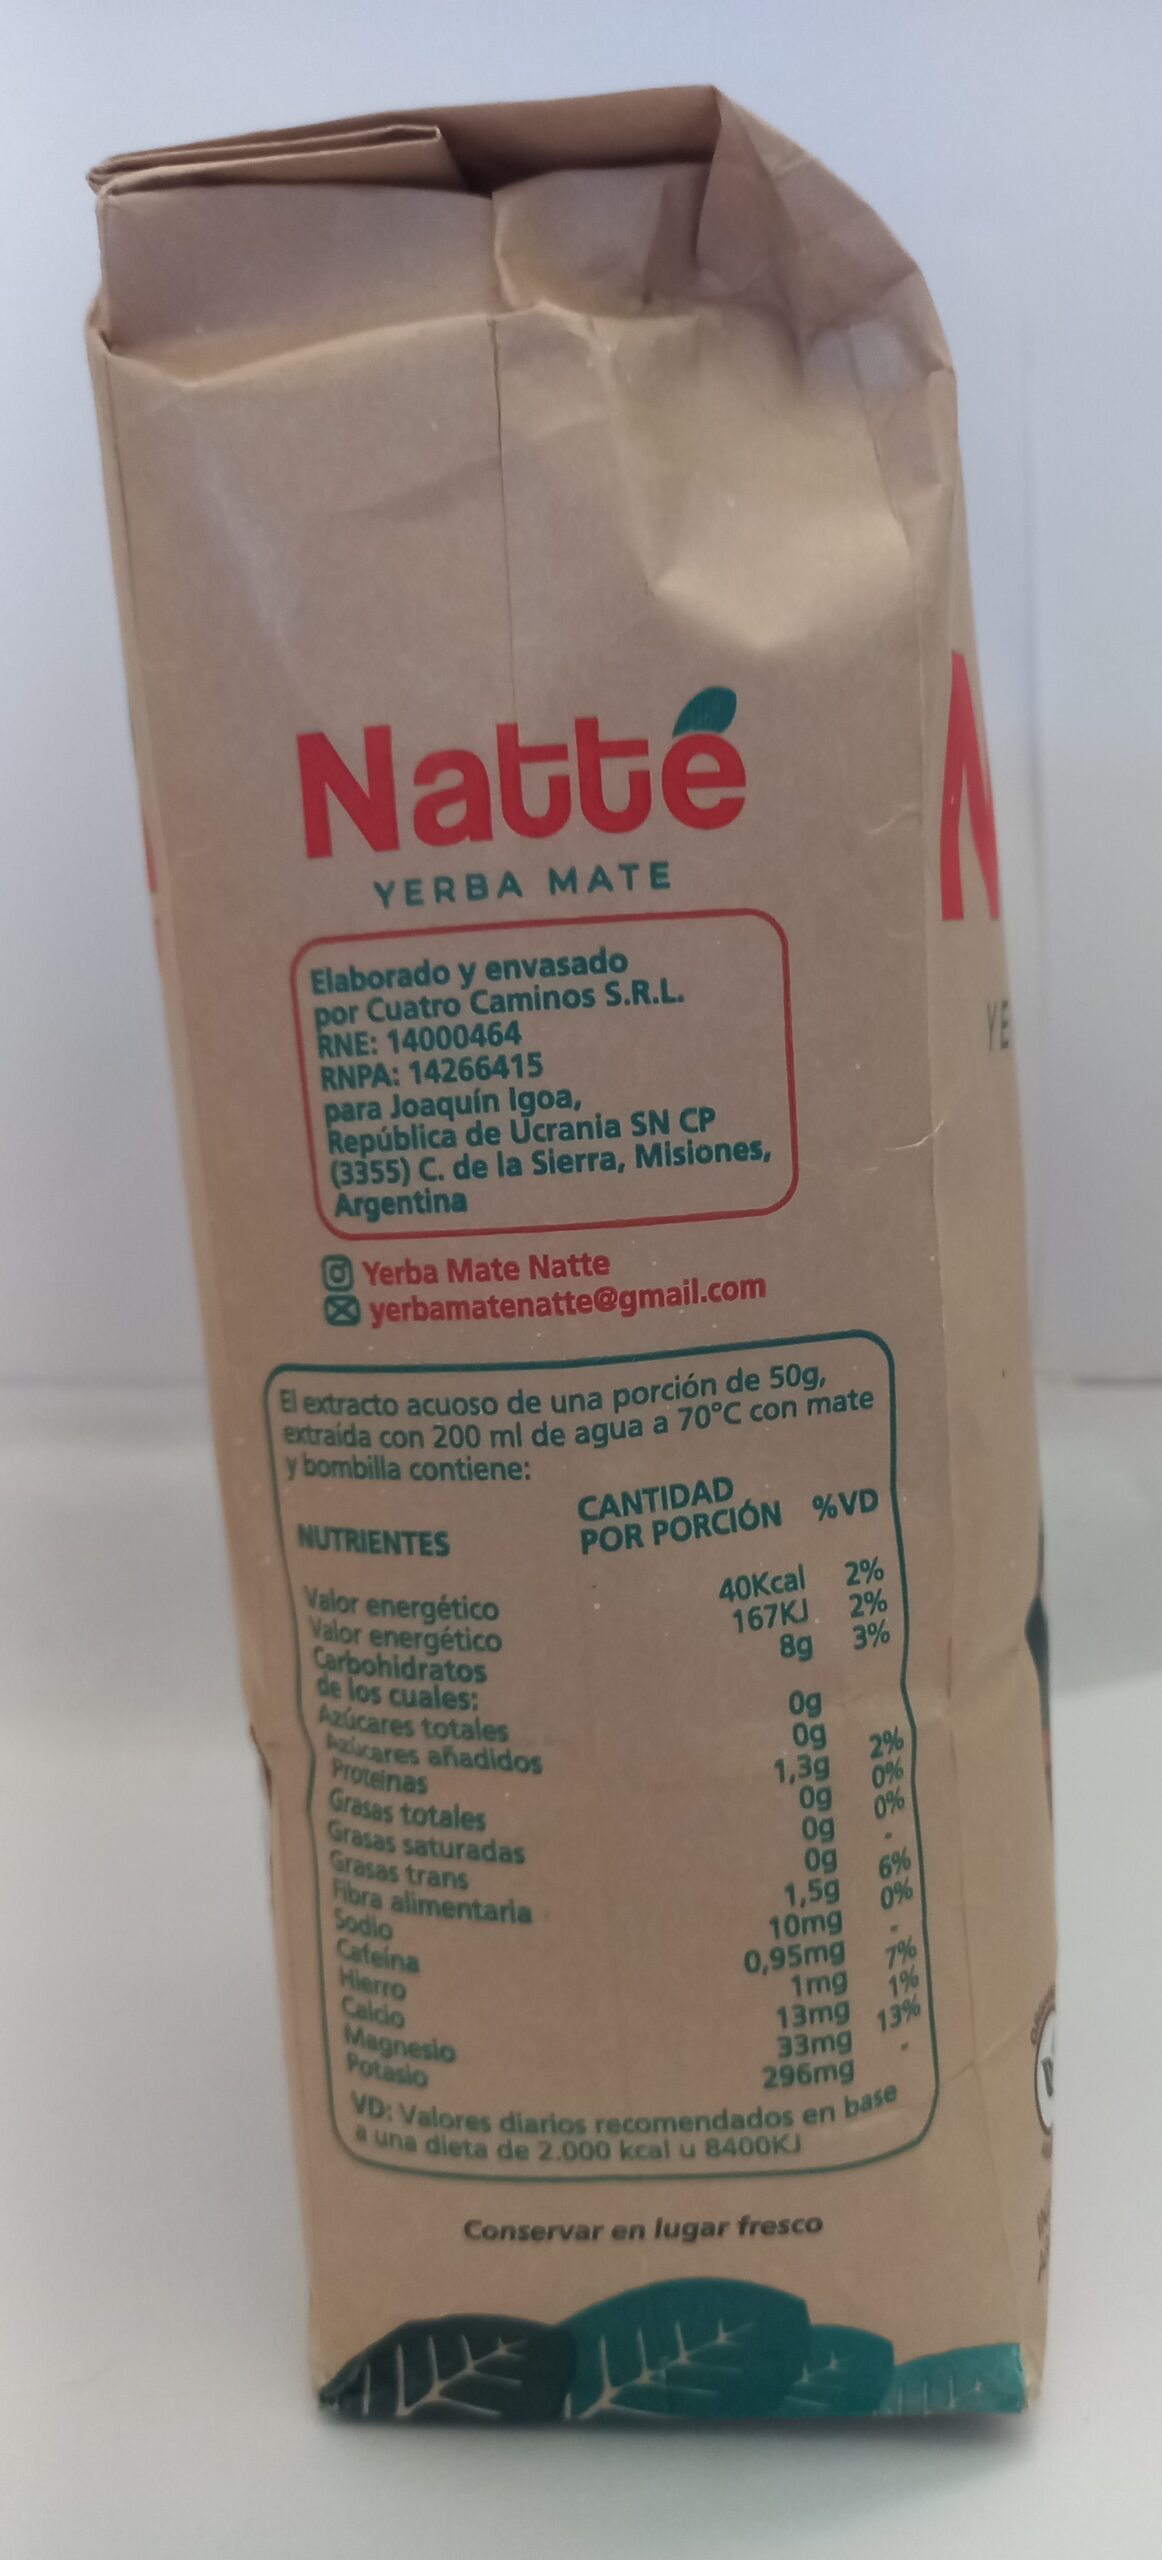 Natté
YERBA MATE
Elaborado y envasado
por Cuatro Caminos S.R.L.
RNE: 14000464
RNPA: 14266415
para Joaquín Igoa,
República de Ucrania SN CP
(3355) C. de la Sierra, Misiones,
Argentina
Yerba Mate Natte
yerbamatenatte@gmail.com
El extracto acuoso de una porción de 50g,
extraída con 200 ml de agua a 70°C con mate
y bombilla contiene:
NUTRIENTES CANTIDAD POR PORCIÓN %VD
Valor energético 40Kcal 2%
Valor energético 167KJ 2%
Carbohidratos 8g 3%
de los cuales:
Azúcares totales 0g
Azúcares añadidos 0g
Proteínas 1,3g 2%
Grasas totales 0g 0%
Grasas saturadas 0g 0%
Grasas trans 0g -
Fibra alimentaria 1,5g 6%
Sodio 10mg 0%
Cafeína 0,95mg -
Hierro 1mg 7%
Calcio 13mg 1%
Magnesio 33mg 13%
Potasio 296mg -
VD: Valores diarios recomendados en base
a una dieta de 2.000 kcal u 8400KJ
Conservar en lugar fresco
N
YE